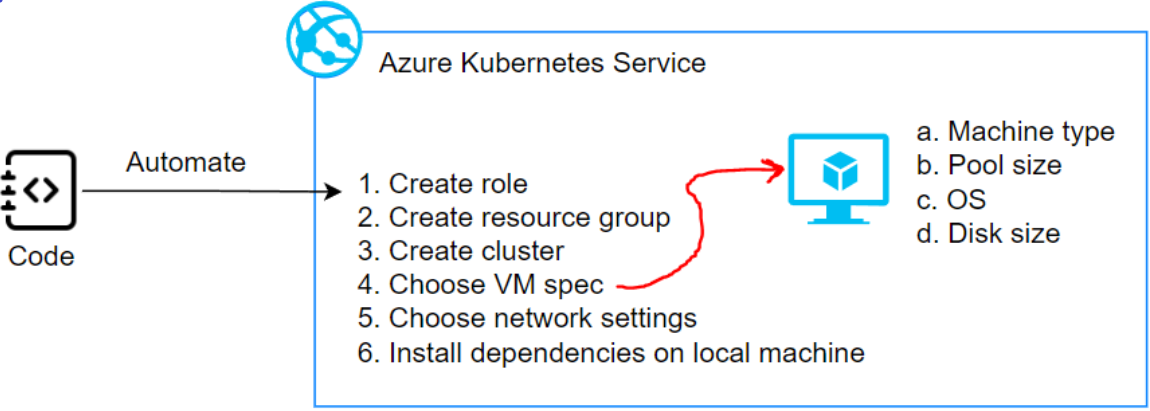 Azure Kubernetes Service
Automate
Code
1. Create role
2. Create resource group
3. Create cluster
4. Choose VM spec
5. Choose network settings
6. Install dependencies on local machine
a. Machine type
b. Pool size
c. OS
d. Disk size